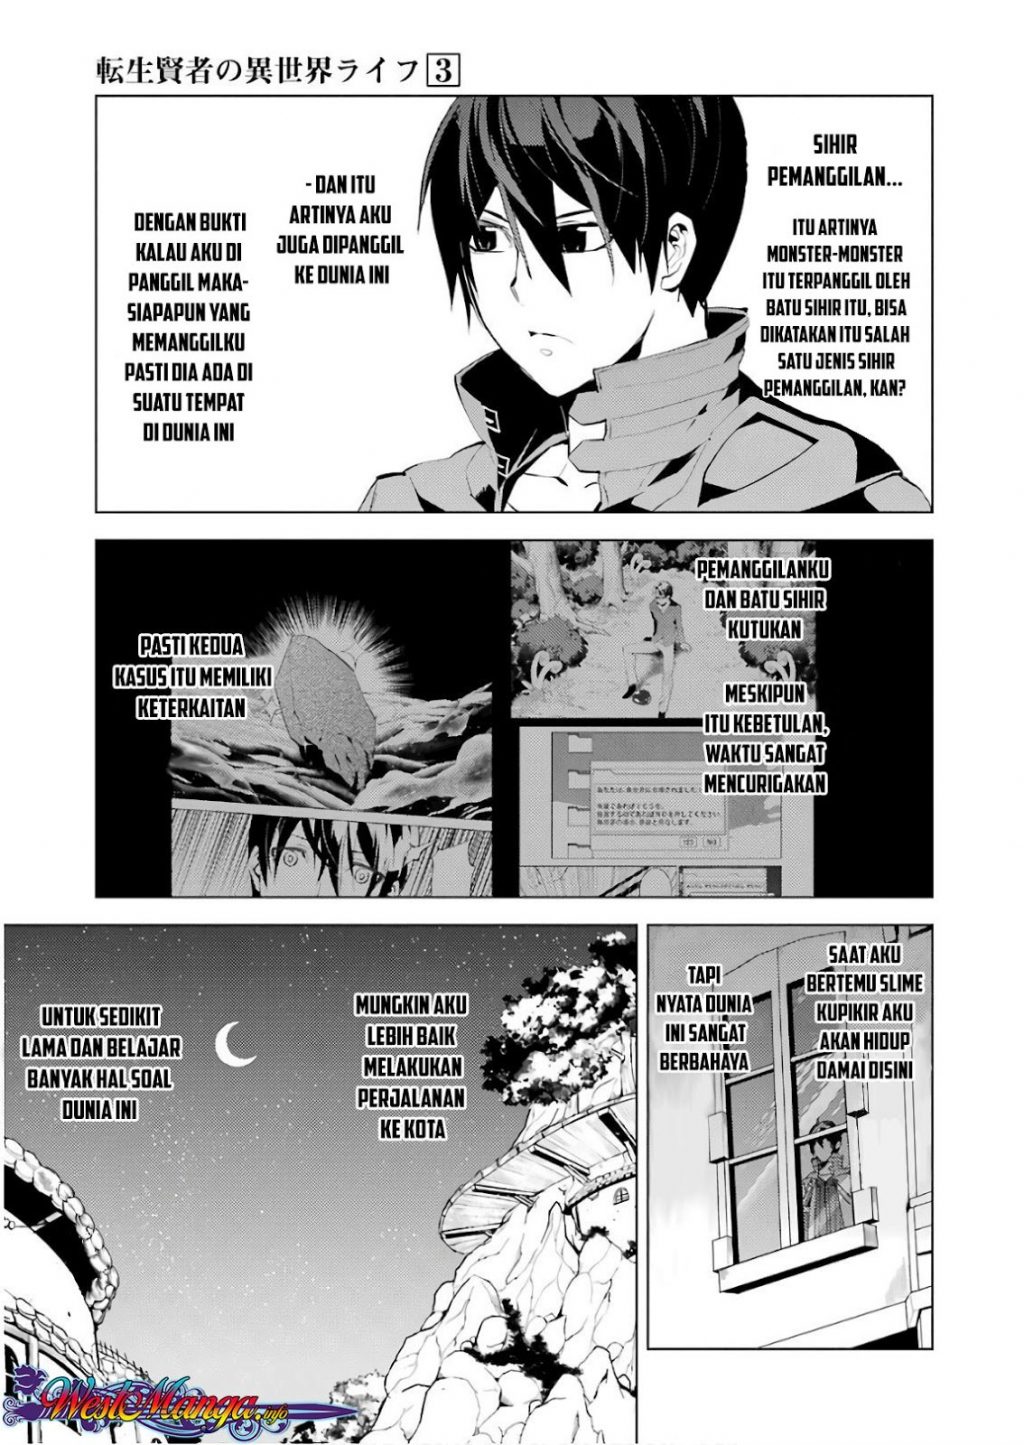 転生賢者の異世界ライフ 3
SIHIR
PEMANGGILAN...
ITU ARTINYA
MONSTER-MONSTER
ITU TERPANGGIL OLEH
BATU SIHIR ITU, BISA
DIKATAKAN ITU SALAH
SATU JENIS SIHIR
PEMANGGILAN, KAN?
- DAN ITU
ARTINYA AKU
JUGA DIPANGGIL
KE DUNIA INI
DENGAN BUKTI
KALAU AKU DI
PANGGIL MAKA-
SIAPAPUN YANG
MEMANGGILKU
PASTI DIA ADA DI
SUATU TEMPAT
DI DUNIA INI
PEMANGGILANKU
DAN BATU SIHIR
KUTUKAN
MESKIPUN
ITU KEBETULAN,
WAKTU SANGAT
MENCURIGAKAN
YES NO
PASTI KEDUA
KASUS ITU MEMILIKI
KETERKAITAN
SAAT AKU
BERTEMU SLIME
KUPIKIR AKU
AKAN HIDUP
DAMAI DISINI
TAPI
NYATA DUNIA
INI SANGAT
BERBAHAYA
MUNGKIN AKU
LEBIH BAIK
MELAKUKAN
PERJALANAN
KE KOTA
UNTUK SEDIKIT
LAMA DAN BELAJAR
BANYAK HAL SOAL
DUNIA INI
WestManga.info